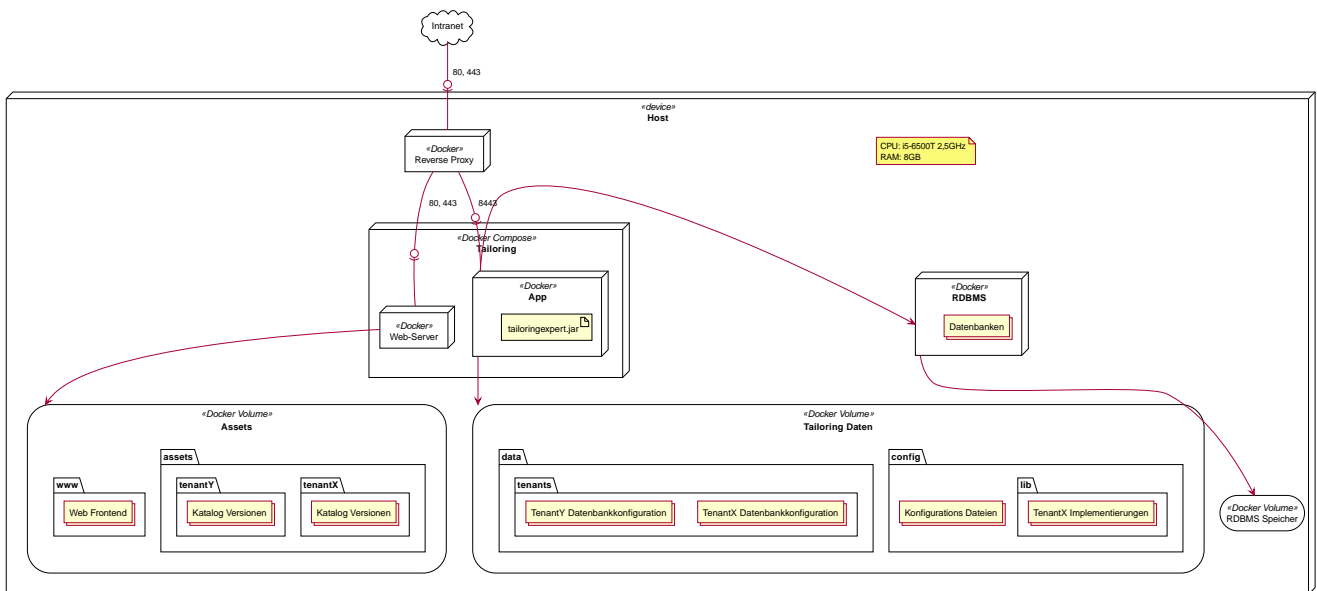 Intranet
80, 443
«device»
Host
«Docker»
Reverse Proxy
CPU: i5-6500T 2,5GHz
RAM: 8GB
80, 443
8443
«Docker Compose»
Tailoring
«Docker»
App
tailoringexpert.jar
«Docker»
Web-Server
«Docker»
RDBMS
Datenbanken
«Docker Volume»
Assets
www
Web Frontend
assets
tenantY
Katalog Versionen
tenantX
Katalog Versionen
«Docker Volume»
Tailoring Daten
data
tenants
TenantY Datenbankkonfiguration
TenantX Datenbankkonfiguration
config
Konfigurations Dateien
lib
TenantX Implementierungen
«Docker Volume»
RDBMS Speicher